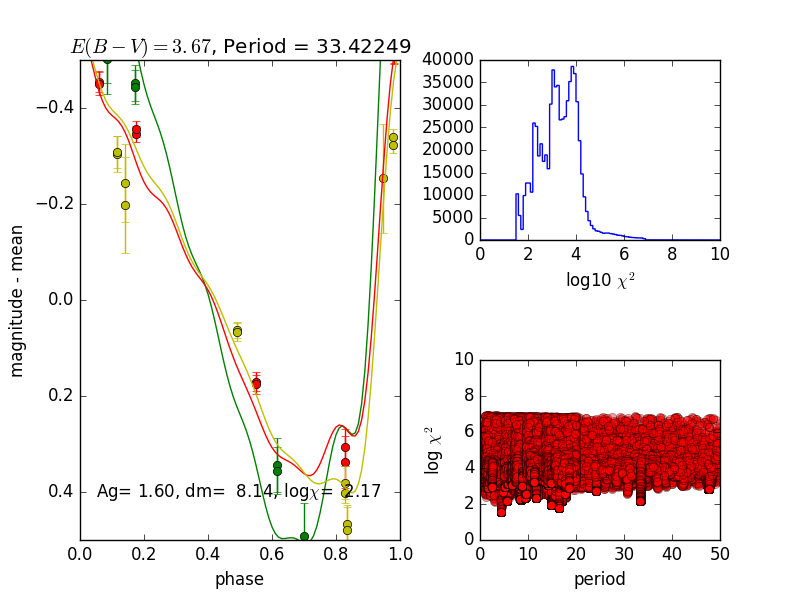 E(B − V) = 3.67, Period = 33.42249
magnitude - mean
−0.4
−0.2
0.0
0.2
0.4
Ag= 1.60, dm=  8.14, logχ=  2.17
0.0 0.2 0.4 0.6 0.8 1.0
phase
40000
35000
30000
25000
20000
15000
10000
5000
0
0 2 4 6 8 10
log10 χ²
log χ²
10
8
6
4
2
0
0 10 20 30 40 50
period